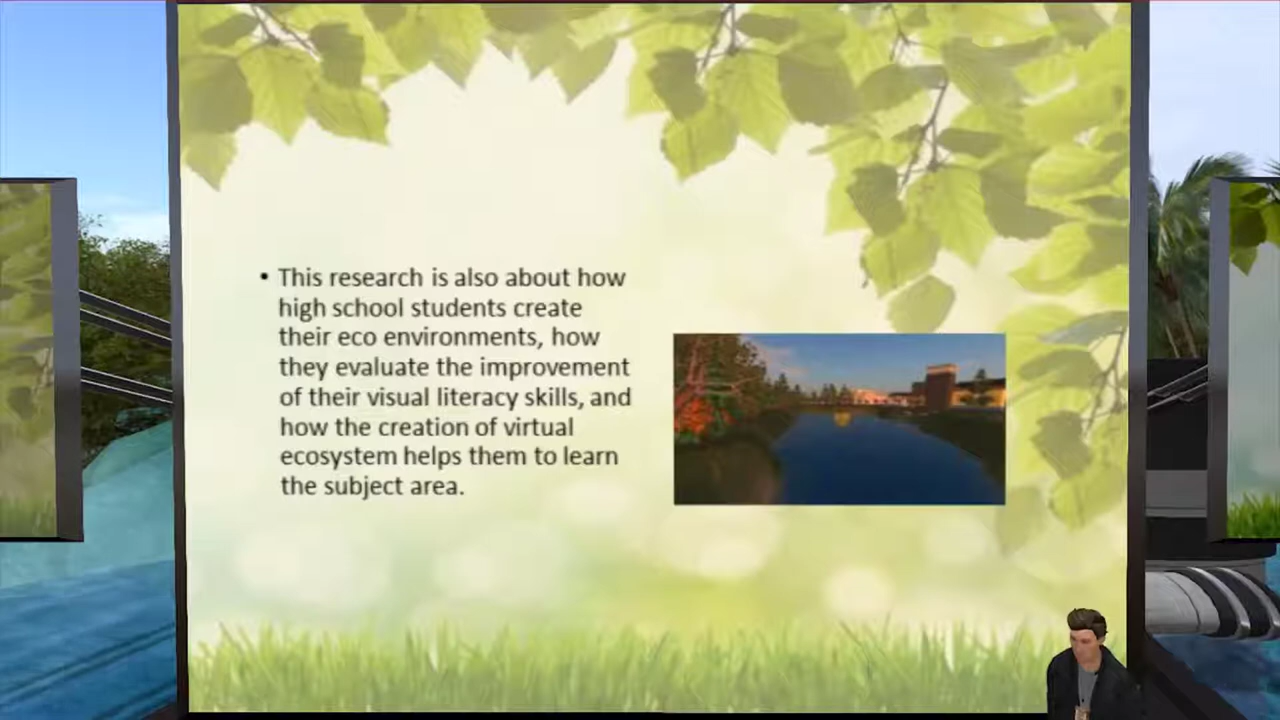 • This research is also about how
high school students create
their eco environments, how
they evaluate the improvement
of their visual literacy skills, and
how the creation of virtual
ecosystem helps them to learn
the subject area.